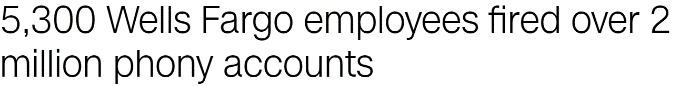 5,300 Wells Fargo employees fired over 2
million phony accounts